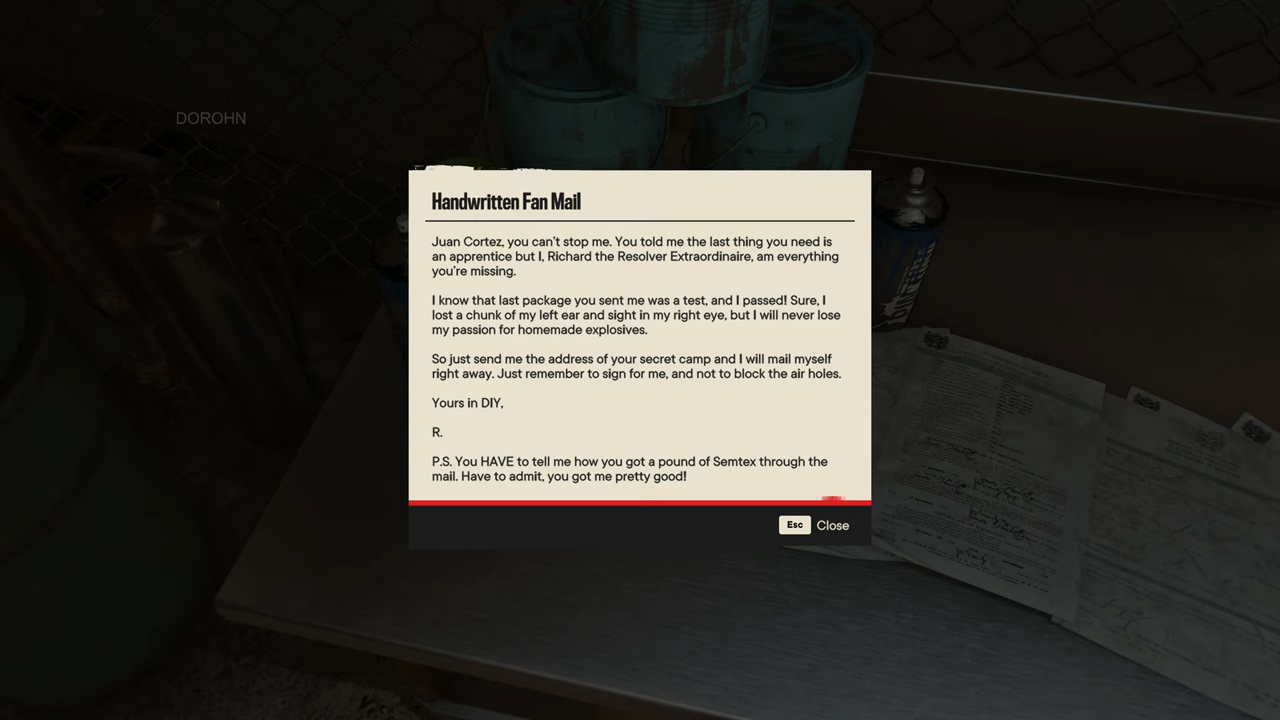 DOROHN
Handwritten Fan Mail
Juan Cortez, you can't stop me. You told me the last thing you need is
an apprentice but I, Richard the Resolver Extraordinaire, am everything
you're missing.
I know that last package you sent me was a test, and I passed! Sure, I
lost a chunk of my left ear and sight in my right eye, but I will never lose
my passion for homemade explosives.
So just send me the address of your secret camp and I will mail myself
right away. Just remember to sign for me, and not to block the air holes.
Yours in DIY,
R.
P.S. You HAVE to tell me how you got a pound of Semtex through the
mail. Have to admit, you got me pretty good!
Esc Close